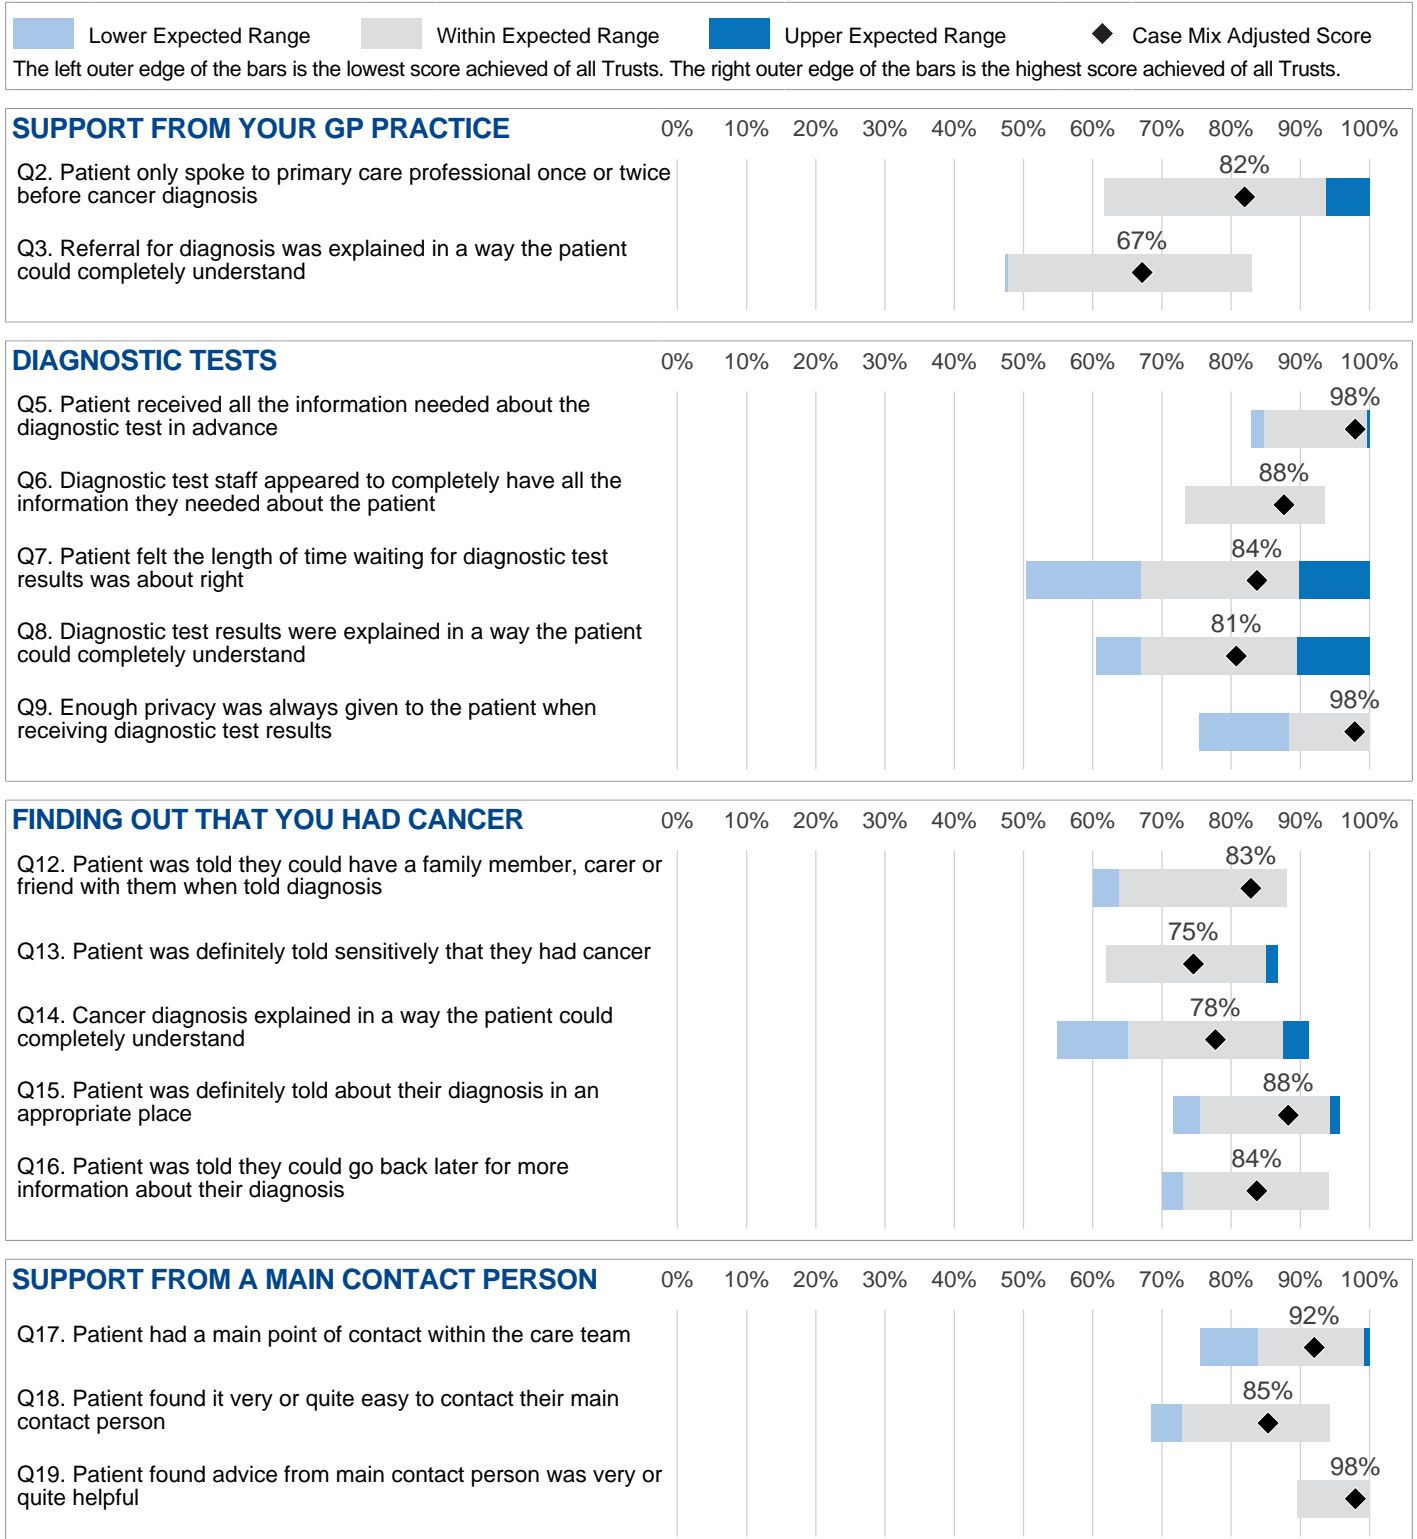 Lower Expected Range Within Expected Range Upper Expected Range Case Mix Adjusted Score
The left outer edge of the bars is the lowest score achieved of all Trusts. The right outer edge of the bars is the highest score achieved of all Trusts.
SUPPORT FROM YOUR GP PRACTICE 0% 10% 20% 30% 40% 50% 60% 70% 80% 90% 100%
Q2. Patient only spoke to primary care professional once or twice
before cancer diagnosis
82%
Q3. Referral for diagnosis was explained in a way the patient
could completely understand
67%
DIAGNOSTIC TESTS 0% 10% 20% 30% 40% 50% 60% 70% 80% 90% 100%
Q5. Patient received all the information needed about the
diagnostic test in advance
98%
Q6. Diagnostic test staff appeared to completely have all the
information they needed about the patient
88%
Q7. Patient felt the length of time waiting for diagnostic test
results was about right
84%
Q8. Diagnostic test results were explained in a way the patient
could completely understand
81%
Q9. Enough privacy was always given to the patient when
receiving diagnostic test results
98%
FINDING OUT THAT YOU HAD CANCER 0% 10% 20% 30% 40% 50% 60% 70% 80% 90% 100%
Q12. Patient was told they could have a family member, carer or
friend with them when told diagnosis
83%
Q13. Patient was definitely told sensitively that they had cancer
75%
Q14. Cancer diagnosis explained in a way the patient could
completely understand
78%
Q15. Patient was definitely told about their diagnosis in an
appropriate place
88%
Q16. Patient was told they could go back later for more
information about their diagnosis
84%
SUPPORT FROM A MAIN CONTACT PERSON 0% 10% 20% 30% 40% 50% 60% 70% 80% 90% 100%
Q17. Patient had a main point of contact within the care team
92%
Q18. Patient found it very or quite easy to contact their main
contact person
85%
Q19. Patient found advice from main contact person was very or
quite helpful
98%